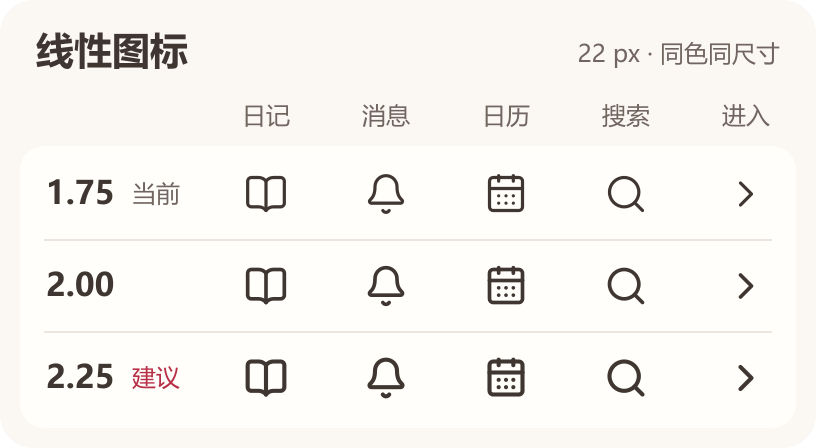 线性图标
22 px · 同色同尺寸
日记 消息 日历 搜索 进入
1.75 当前
2.00
2.25 建议